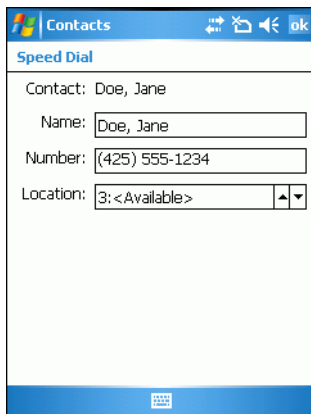 Contacts ok
Speed Dial
Contact: Doe, Jane
Name: Doe, Jane
Number: (425) 555-1234
Location: 3:<Available>